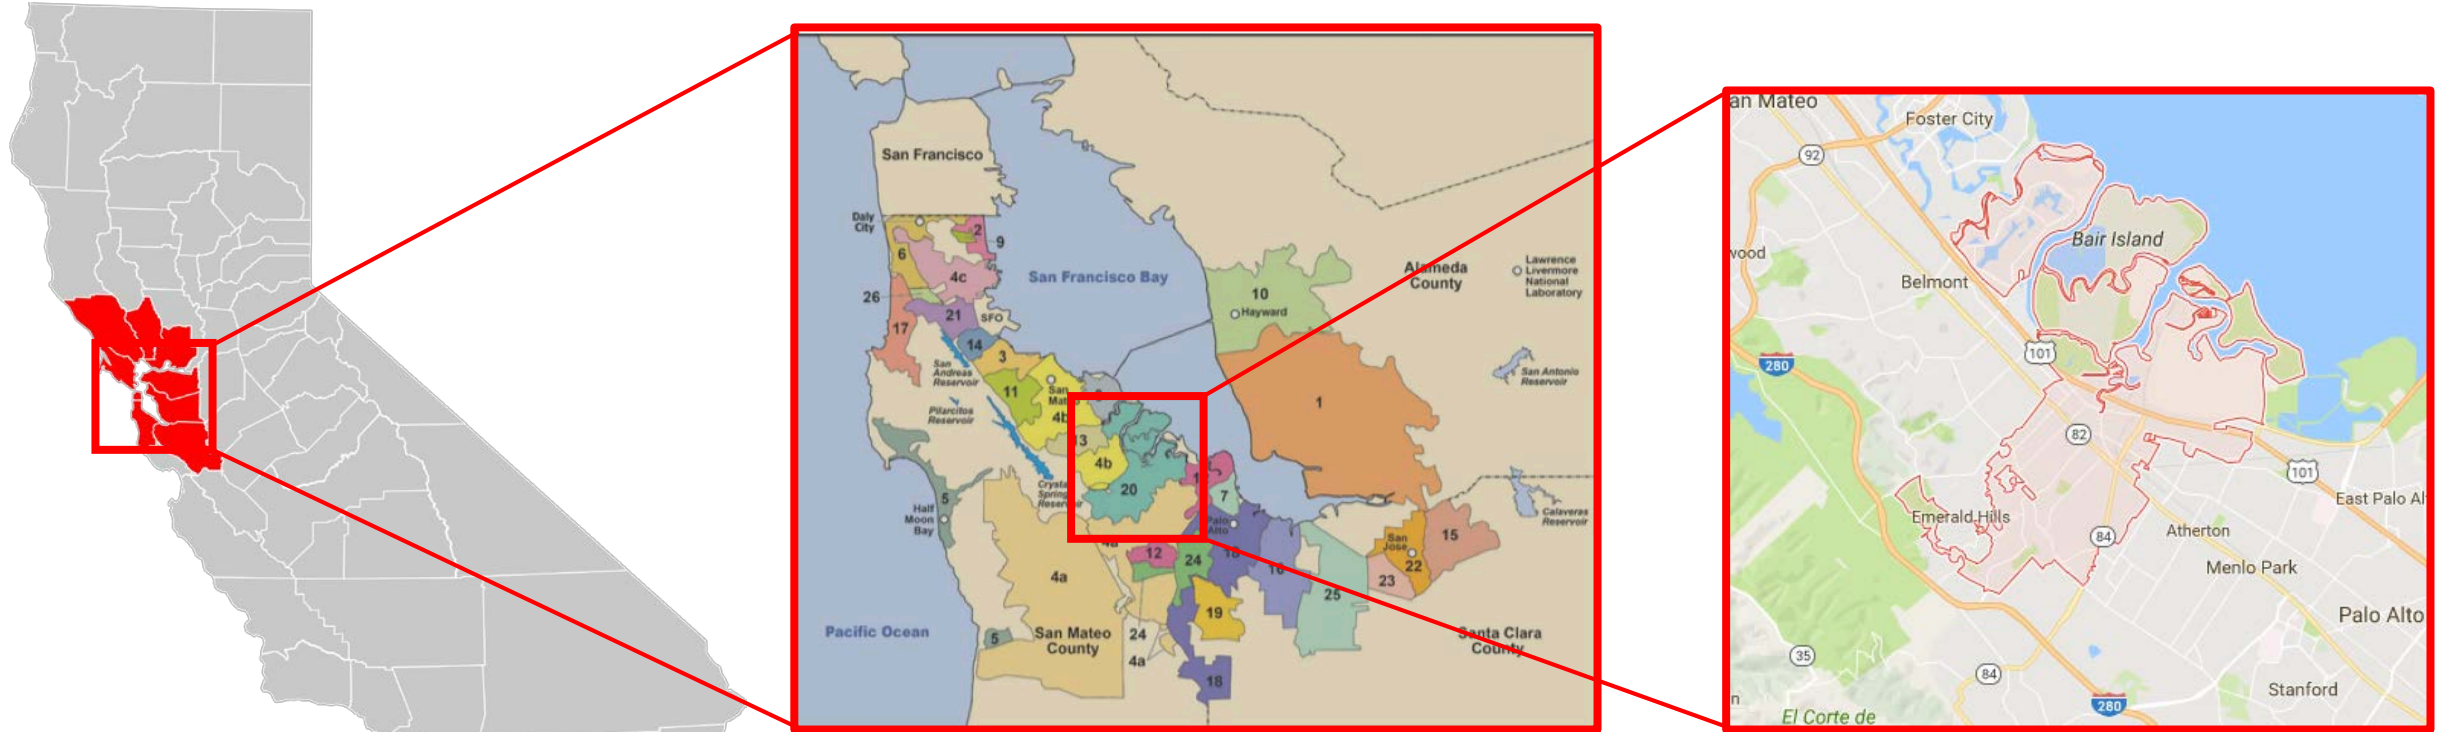 San Francisco
Daly
City
2
9
6
4c
San Francisco Bay
26
21
SFO
17
14
3
San
Andreas
Reservoir
11
San
Pilarcitos
Reservoir
4b
13
4b
20
5
Half
Moon
Bay
7
Palo
Alto
10
Hayward
Alameda
County
Lawrence
Livermore
National
Laboratory
1
San Antonio
Reservoir
Calaveras
Reservoir
15
San
Jose
22
23
12
24
16
25
4a
19
Pacific Ocean
5
San Mateo
County
24
4a
18
Santa Clara
County
an Mateo
Foster City
92
wood
Bair Island
Belmont
101
280
82
101
East Palo Al
Emerald Hills
84
Atherton
Menlo Park
Palo Alto
35
84
Stanford
280
n
El Corte de